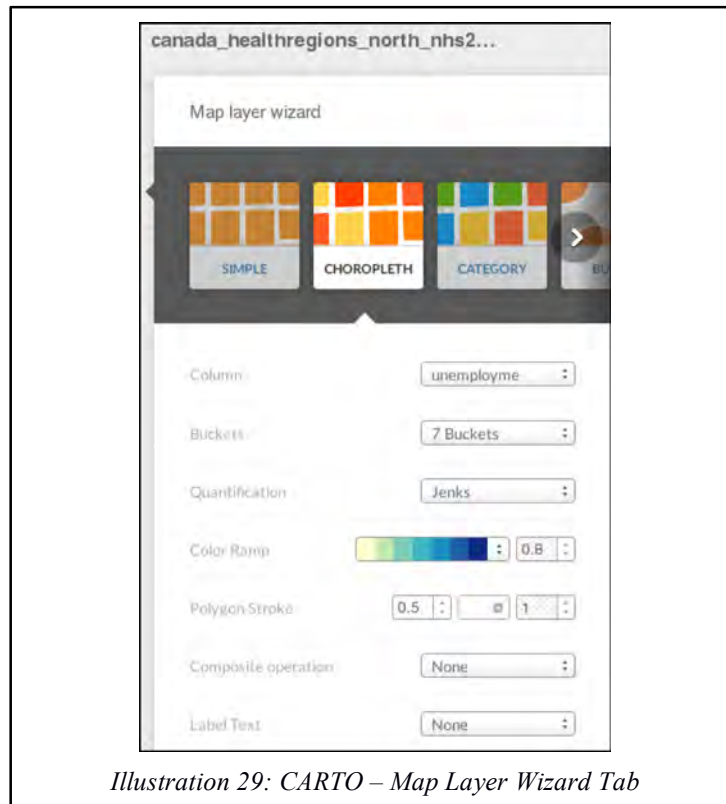 canada_healthregions_north_nhs2...
Map layer wizard
SIMPLE CHOROPLETH CATEGORY BU
Column unemployme
Buckets 7 Buckets
Quantification Jenks
Color Ramp 0.8
Polygon Stroke 0.5 1
Composite operation None
Label Text None
Illustration 29: CARTO – Map Layer Wizard Tab